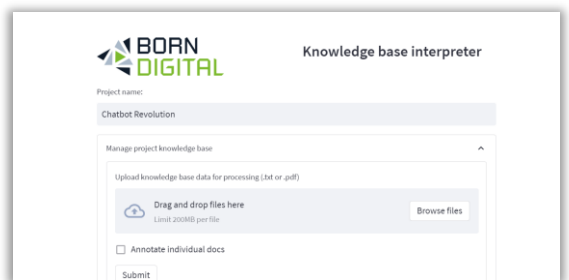 BORN
DIGITAL
Knowledge base interpreter
Project name:
Chatbot Revolution
Manage project knowledge base
Upload knowledge base data for processing (.txt or .pdf)
Drag and drop files here
Limit 200MB per file
Browse files
Annotate individual docs
Submit